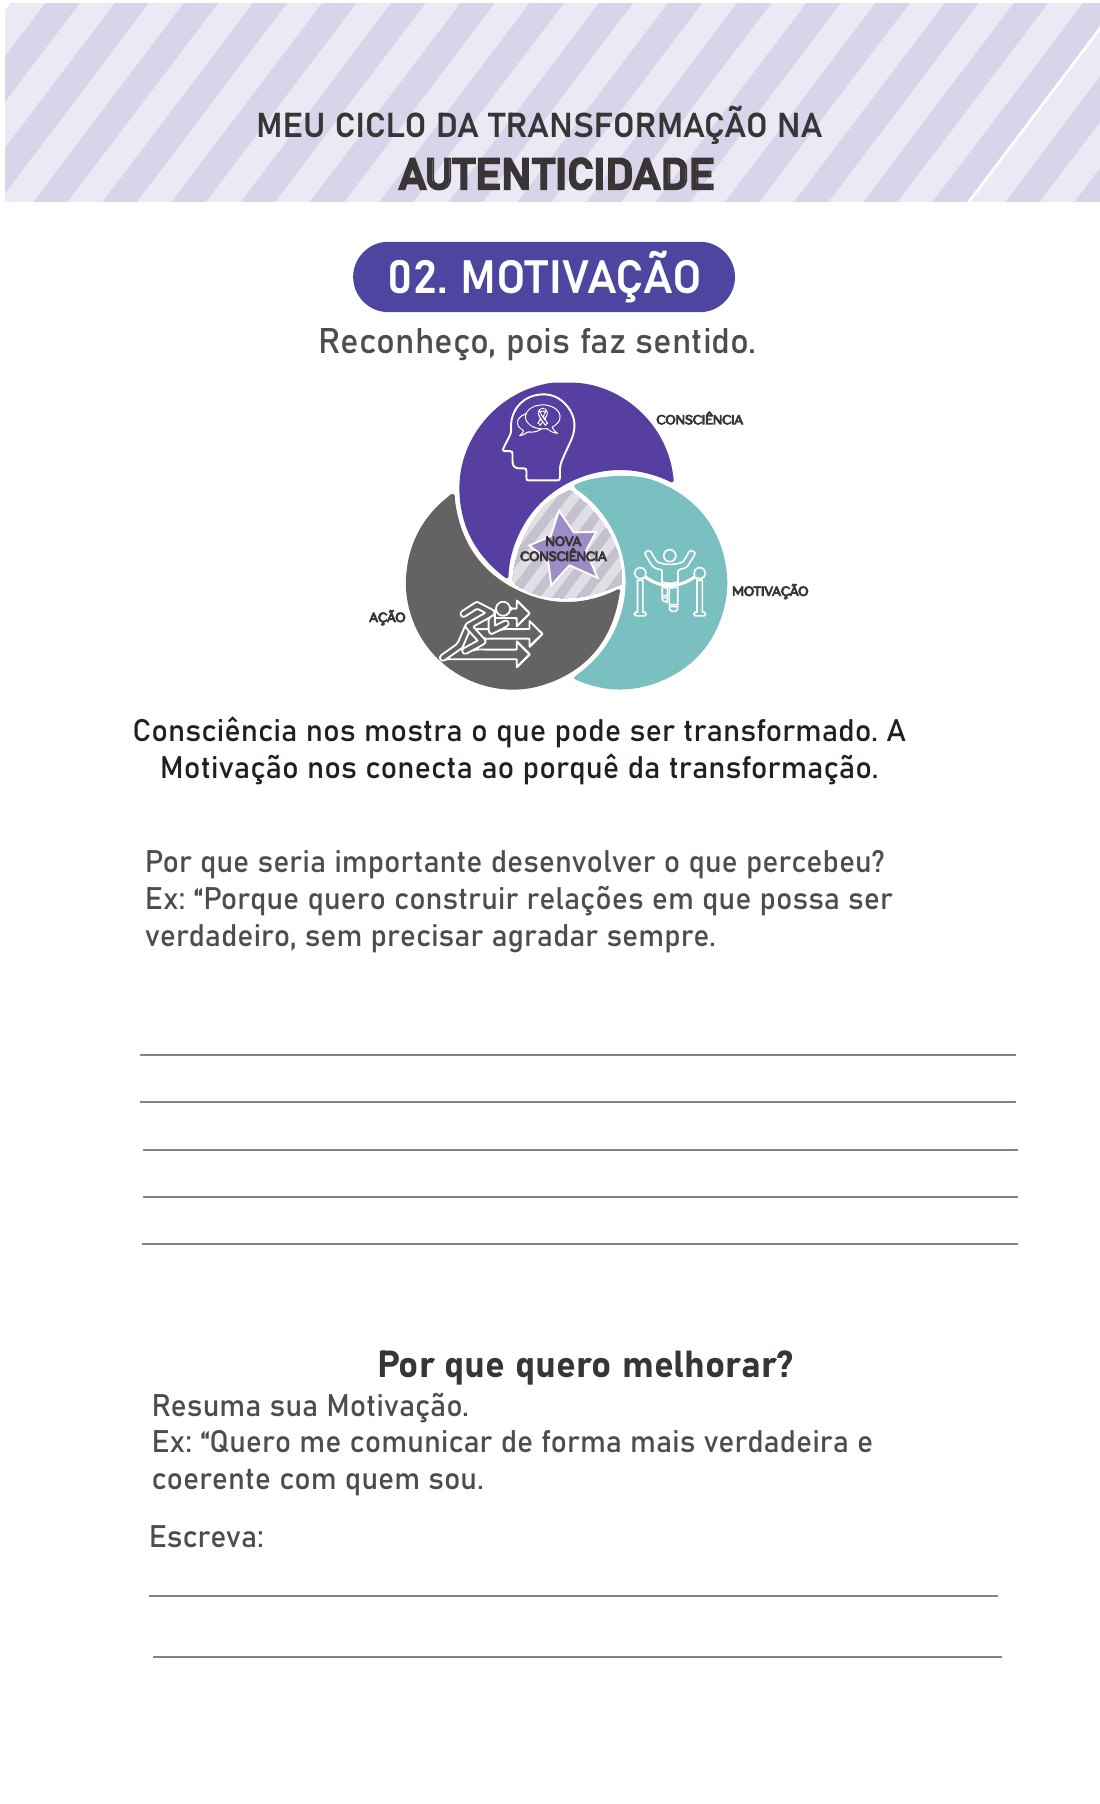 MEU CICLO DA TRANSFORMAÇÃO NA
AUTENTICIDADE
02. MOTIVAÇÃO
Reconheço, pois faz sentido.
CONSCIÊNCIA
NOVA
CONSCIÊNCIA
MOTIVAÇÃO
AÇÃO
Consciência nos mostra o que pode ser transformado. A
Motivação nos conecta ao porquê da transformação.
Por que seria importante desenvolver o que percebeu?
Ex: “Porque quero construir relações em que possa ser
verdadeiro, sem precisar agradar sempre.
Por que quero melhorar?
Resuma sua Motivação.
Ex: “Quero me comunicar de forma mais verdadeira e
coerente com quem sou.
Escreva: